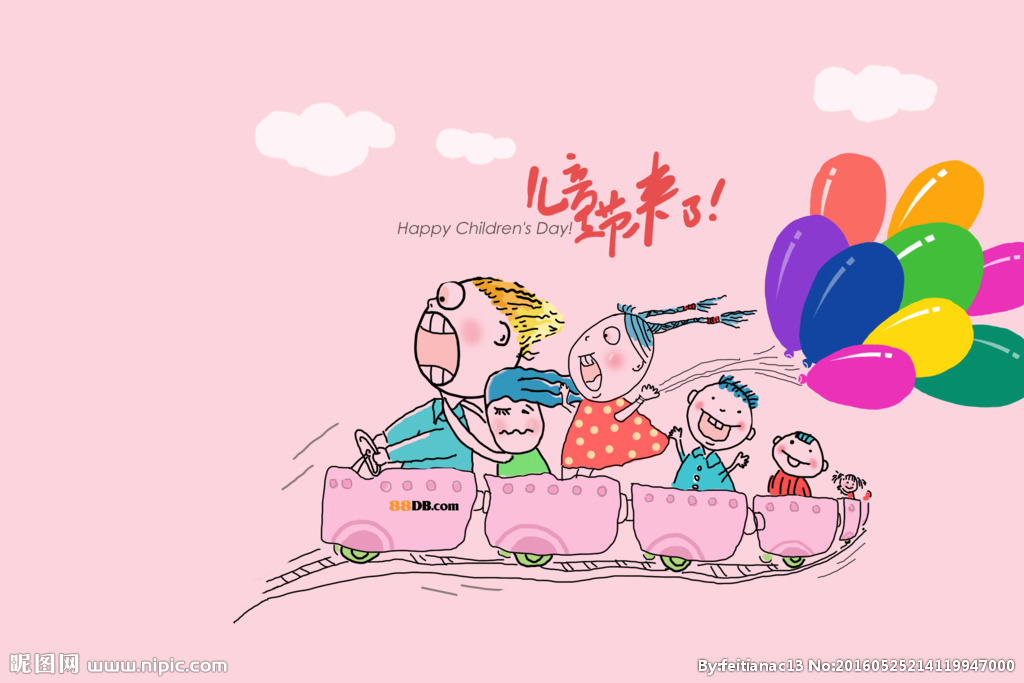 儿童节来了!
Happy Children's Day!
88DB.com
昵图网 www.nipic.com
By:feitianac13 No:20160525214119947000